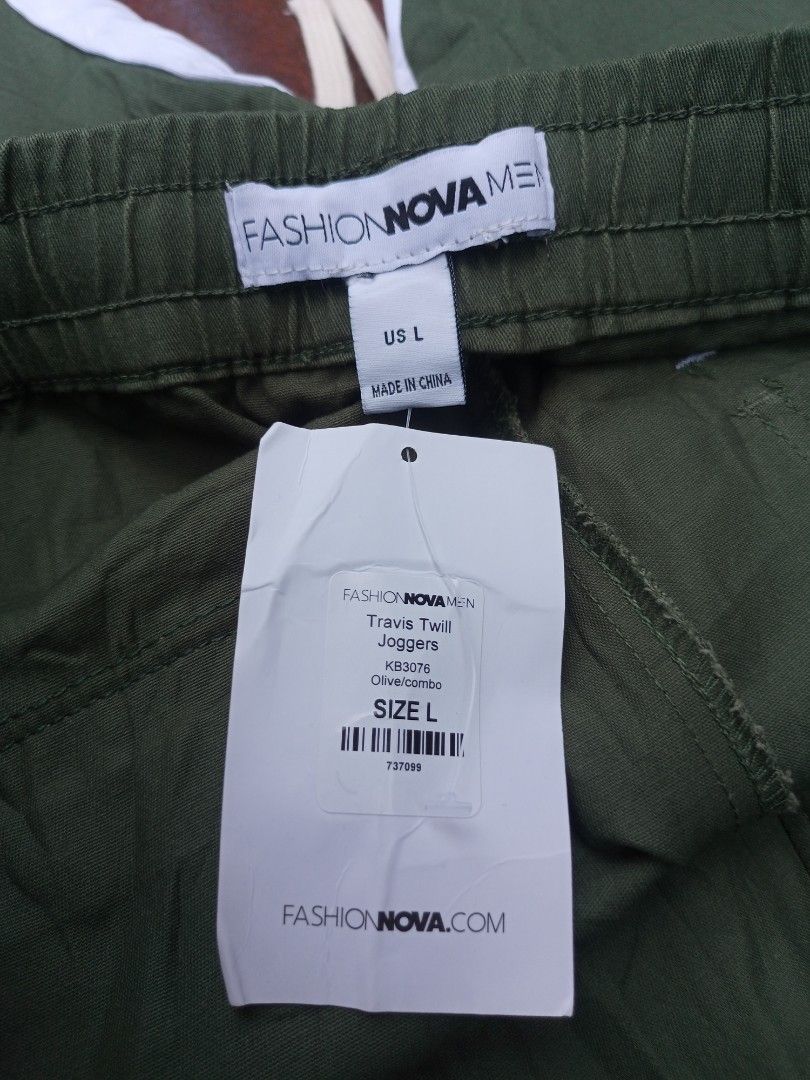 FASHIONNOVAMEN
US L
MADE IN CHINA
FASHIONNOVAMEN
Travis Twill
Joggers
KB3076
Olive/combo
SIZE L
737099
FASHIONNOVA.COM